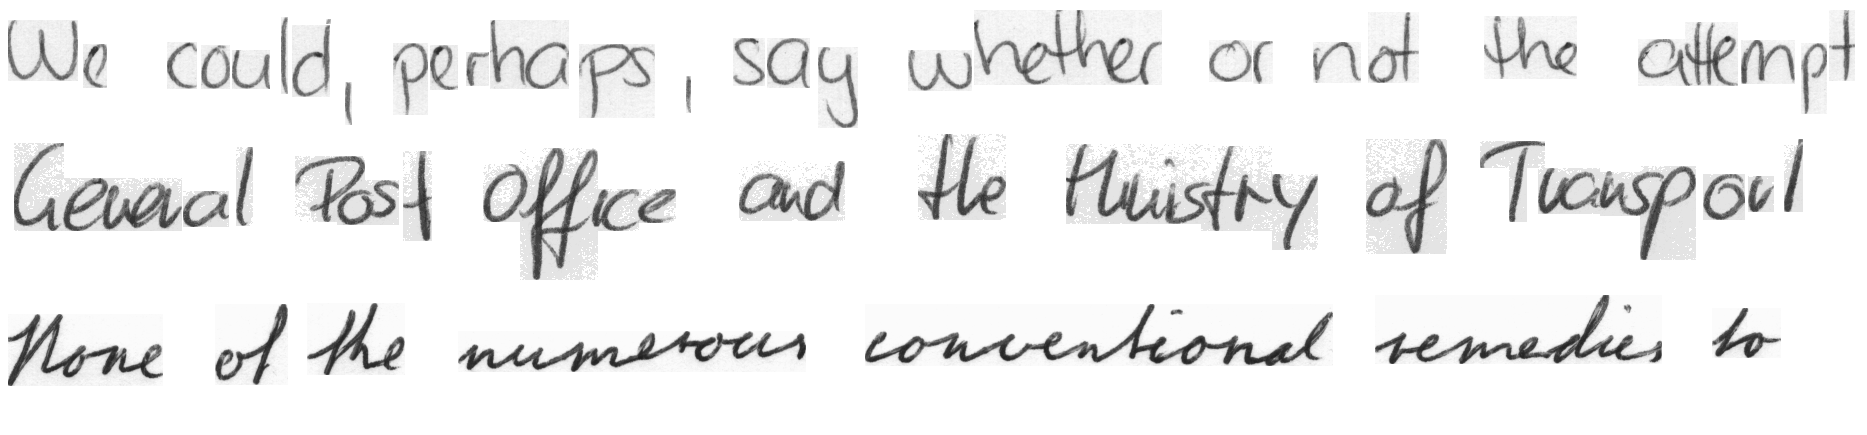 We could, perhaps, say whether or not the attempt
General Post Office and the Ministry of Transport
None of the numerous conventional remedies to